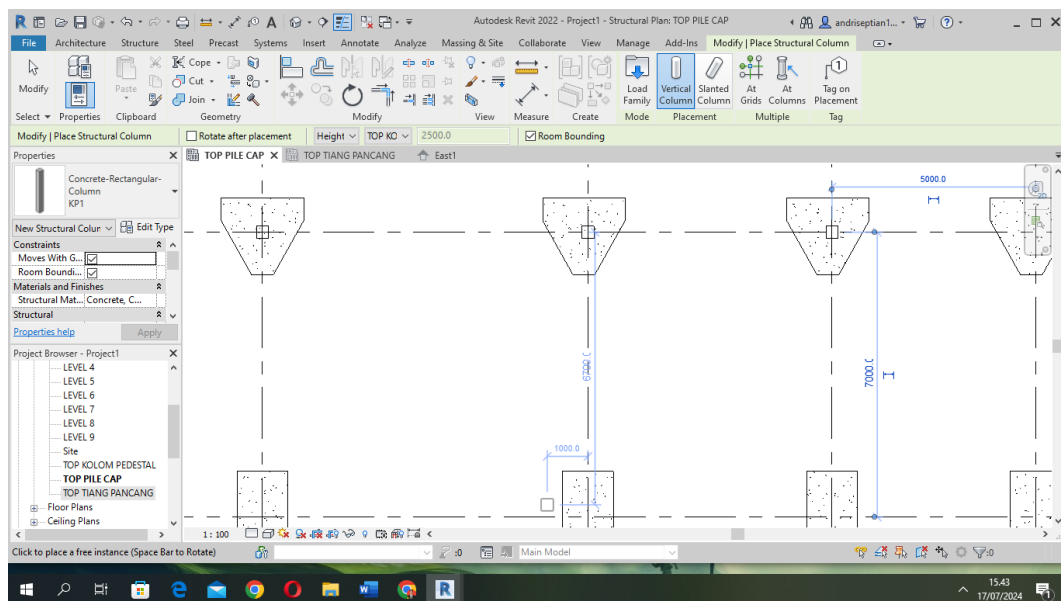 Autodesk Revit 2022 - Project1 - Structural Plan: TOP PILE CAP
andriseptian1...
File Architecture Structure Steel Precast Systems Insert Annotate Analyze Massing & Site Collaborate View Manage Add-Ins Modify | Place Structural Column
Modify
Paste
Cope
Cut
Join
Load Family
Vertical Column
Slanted Column
At Grids
At Columns
Tag on Placement
Select Properties Clipboard Geometry Modify View Measure Create Mode Placement Multiple Tag
Modify | Place Structural Column Rotate after placement Height TOP KO 2500.0 Room Bounding
Properties
TOP PILE CAP TOP TIANG PANCANG East1
Concrete-Rectangular-
Column
KP1
New Structural Colur Edit Type
Constraints
Moves With G...
Room Boundi...
Materials and Finishes
Structural Mat... Concrete, C...
Structural
Properties help Apply
Project Browser - Project1
LEVEL 4
LEVEL 5
LEVEL 6
LEVEL 7
LEVEL 8
LEVEL 9
Site
TOP KOLOM PEDESTAL
TOP PILE CAP
TOP TIANG PANCANG
Floor Plans
Ceiling Plans
5000.0
2D
6700.0
7000.0
1000.0
1 : 100
Click to place a free instance (Space Bar to Rotate) :0 Main Model :0
15.43
17/07/2024